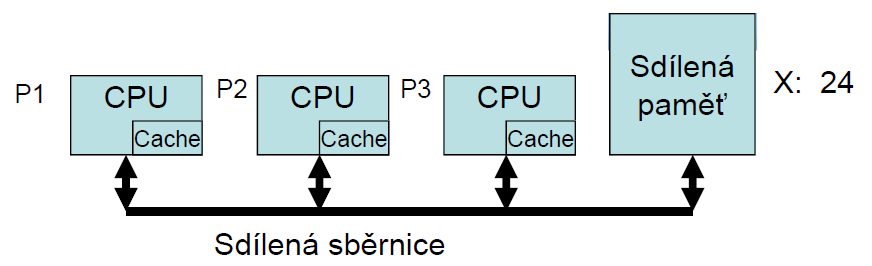 P1
CPU
Cache
P2
CPU
Cache
P3
CPU
Cache
Sdílená
paměť
X: 24
Sdílená sběrnice